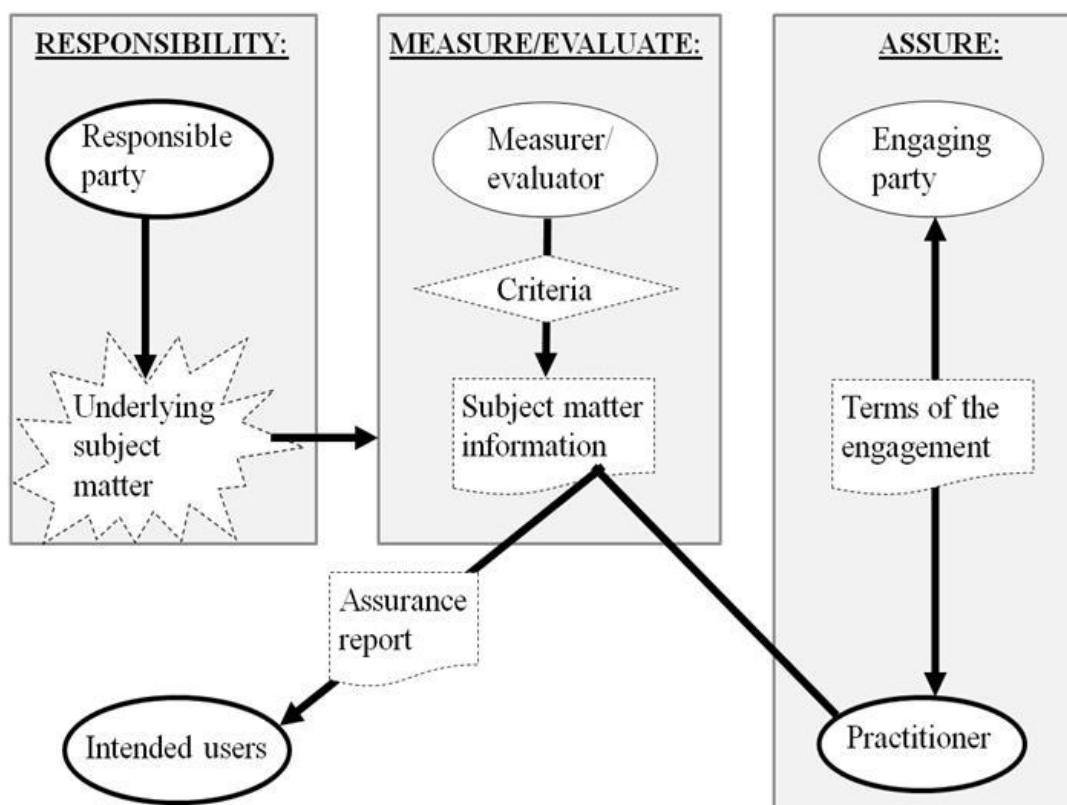 RESPONSIBILITY:
Responsible
party
Underlying
subject
matter
MEASURE/EVALUATE:
Measurer/
evaluator
Criteria
Subject matter
information
ASSURE:
Engaging
party
Terms of the
engagement
Practitioner
Assurance
report
Intended users